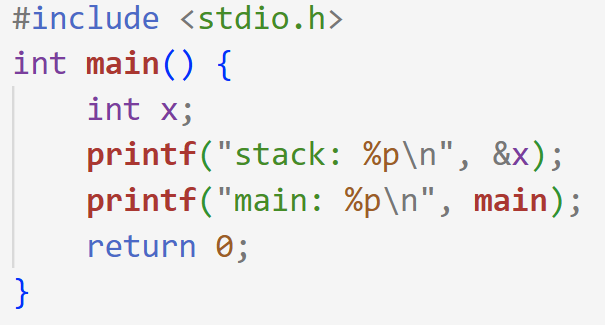 #include <stdio.h>
int main() {
    int x;
    printf("stack: %p\n", &x);
    printf("main: %p\n", main);
    return 0;
}